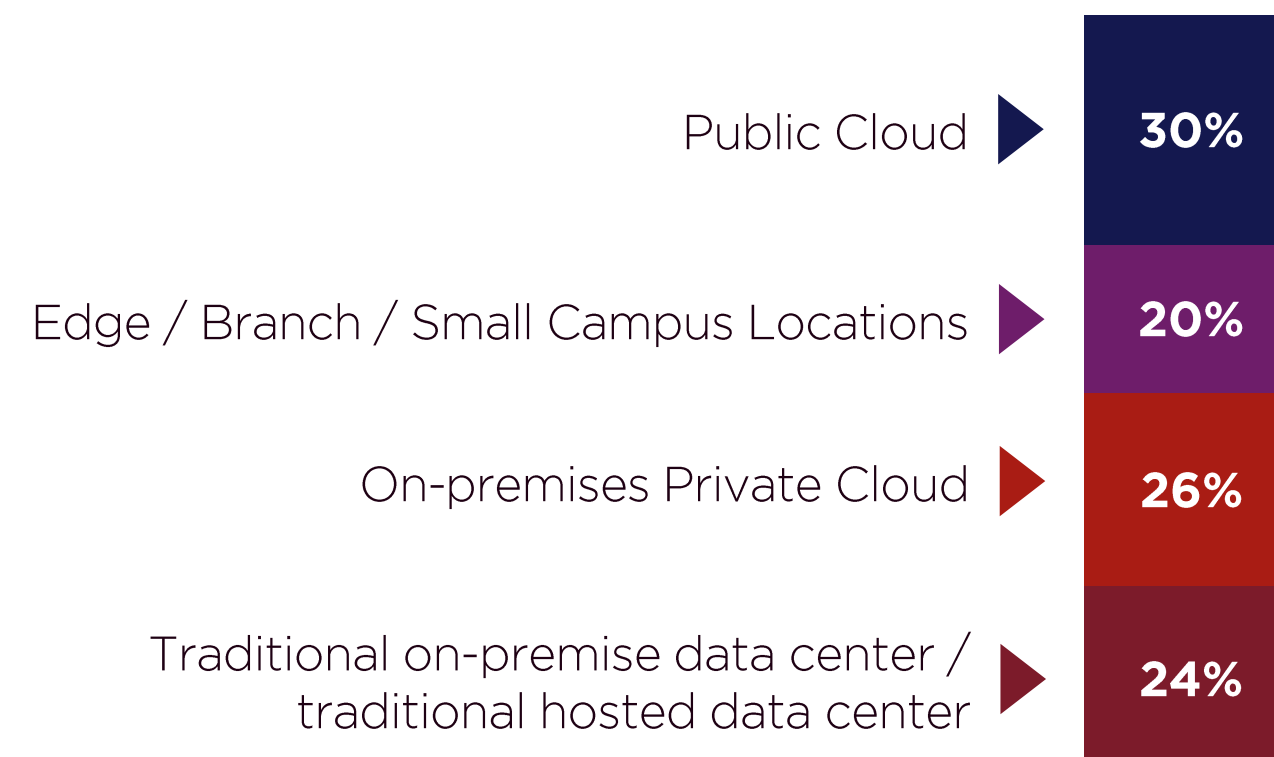 Public Cloud 30%
Edge / Branch / Small Campus Locations 20%
On-premises Private Cloud 26%
Traditional on-premise data center /
traditional hosted data center 24%